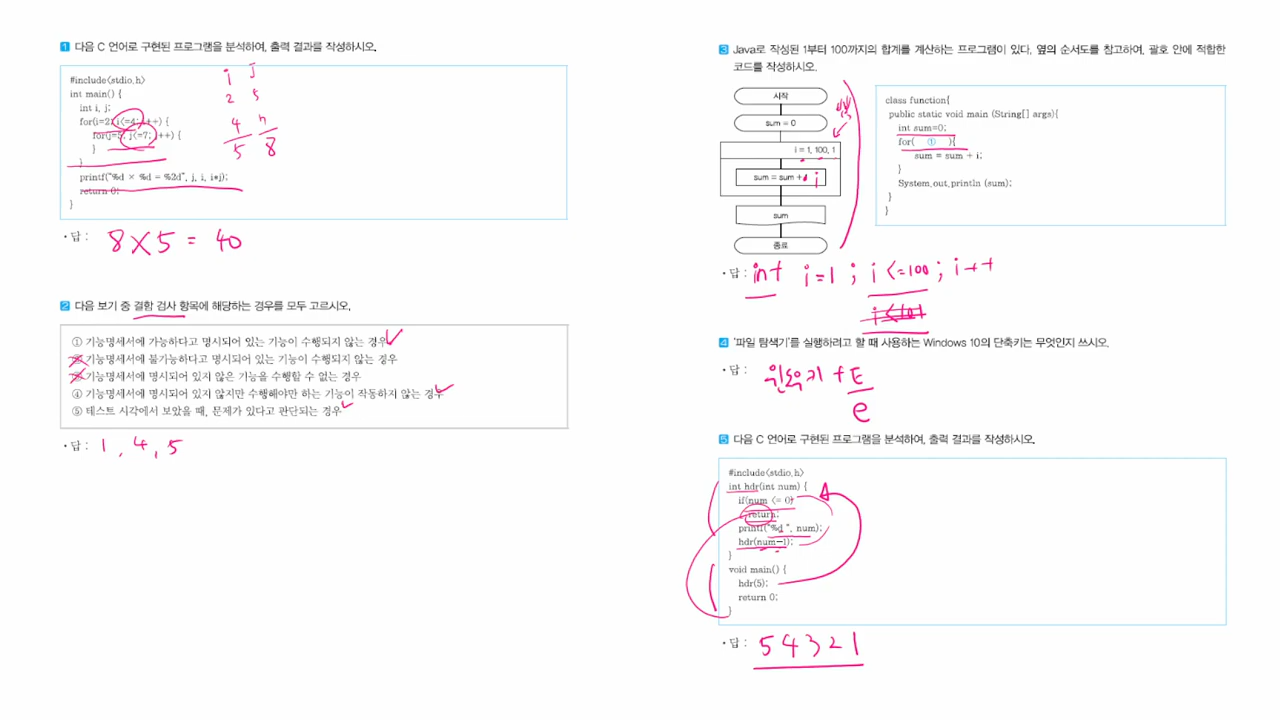 1 다음 C 언어로 구현된 프로그램을 분석하여, 출력 결과를 작성하시오.
#include<stdio.h>
int main() {
int i, j;
for(i=2; i<=4; i++) {
for(j=5; j<=7; j++) {
}
}
printf("%d × %d = %2d", j, i, i*j);
return 0;
}
i j
2 5
4
5 8
•답: 8×5 = 40
2 다음 보기 중 결함 검사 항목에 해당하는 경우를 모두 고르시오.
① 기능명세서에 가능하다고 명시되어 있는 기능이 수행되지 않는 경우
② 기능명세서에 불가능하다고 명시되어 있는 기능이 수행되지 않는 경우
③ 기능명세서에 명시되어 있지 않은 기능을 수행할 수 없는 경우
④ 기능명세서에 명시되어 있지 않지만 수행해야만 하는 기능이 작동하지 않는 경우
⑤ 테스트 시각에서 보았을 때, 문제가 있다고 판단되는 경우
•답: 1, 4, 5
3 Java로 작성된 1부터 100까지의 합계를 계산하는 프로그램이 있다. 옆의 순서도를 참고하여, 괄호 안에 적합한
코드를 작성하시오.
시작
sum = 0
i = 1, 100, 1
sum = sum + i
sum
종료
class function{
public static void main (String[] args){
int sum=0;
for( ① ){
sum = sum + i;
}
System.out.println (sum);
}
}
•답: int i=1; i<=100; i++
i<101
4 '파일 탐색기'를 실행하려고 할 때 사용하는 Windows 10의 단축키는 무엇인지 쓰시오.
•답: 윈도키 + E
e
5 다음 C 언어로 구현된 프로그램을 분석하여, 출력 결과를 작성하시오.
#include<stdio.h>
int hdr(int num) {
if(num <= 0)
return;
printf("%d ", num);
hdr(num-1);
}
void main() {
hdr(5);
return 0;
}
•답: 5 4 3 2 1